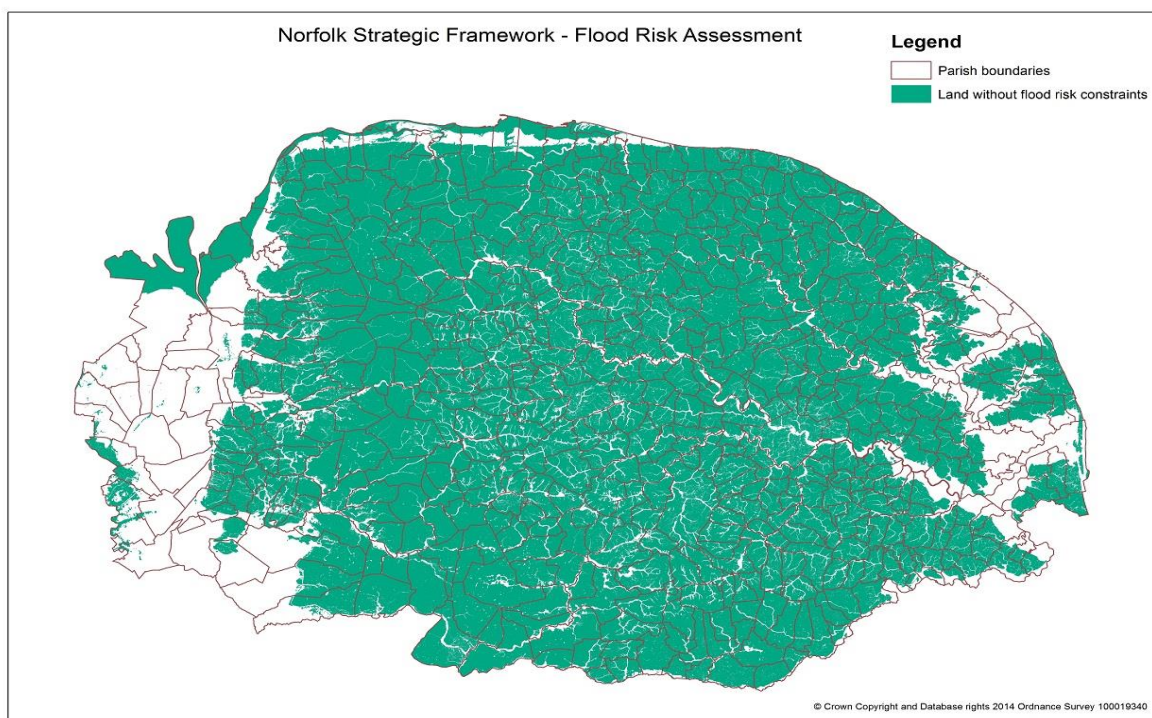 Norfolk Strategic Framework - Flood Risk Assessment
Legend
Parish boundaries
Land without flood risk constraints
© Crown Copyright and Database rights 2014 Ordnance Survey 100019340